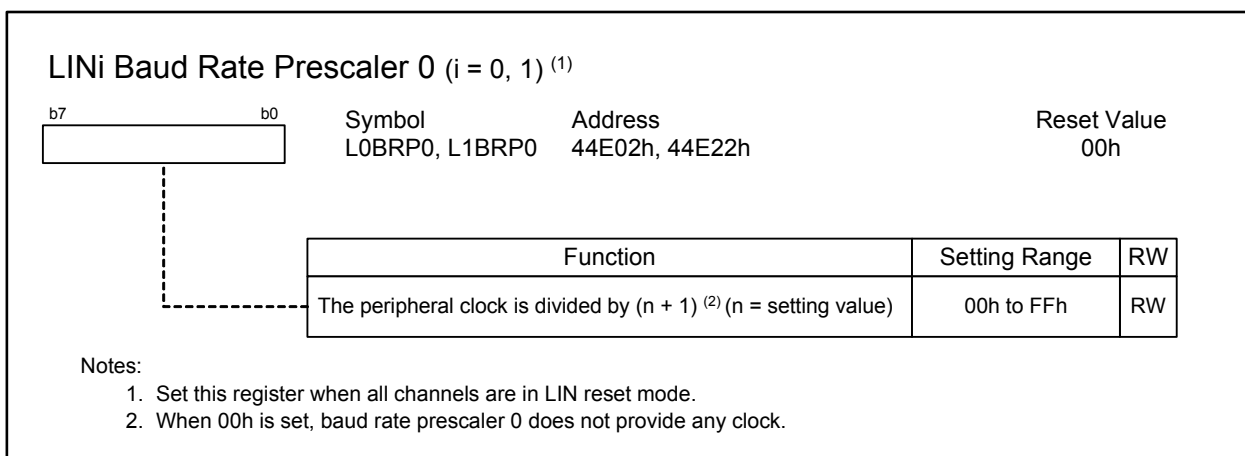 LINi Baud Rate Prescaler 0 (i = 0, 1) (1)
b7 b0
Symbol Address Reset Value
L0BRP0, L1BRP0 44E02h, 44E22h 00h
Function Setting Range RW
The peripheral clock is divided by (n + 1) (2) (n = setting value) 00h to FFh RW
Notes:
1. Set this register when all channels are in LIN reset mode.
2. When 00h is set, baud rate prescaler 0 does not provide any clock.